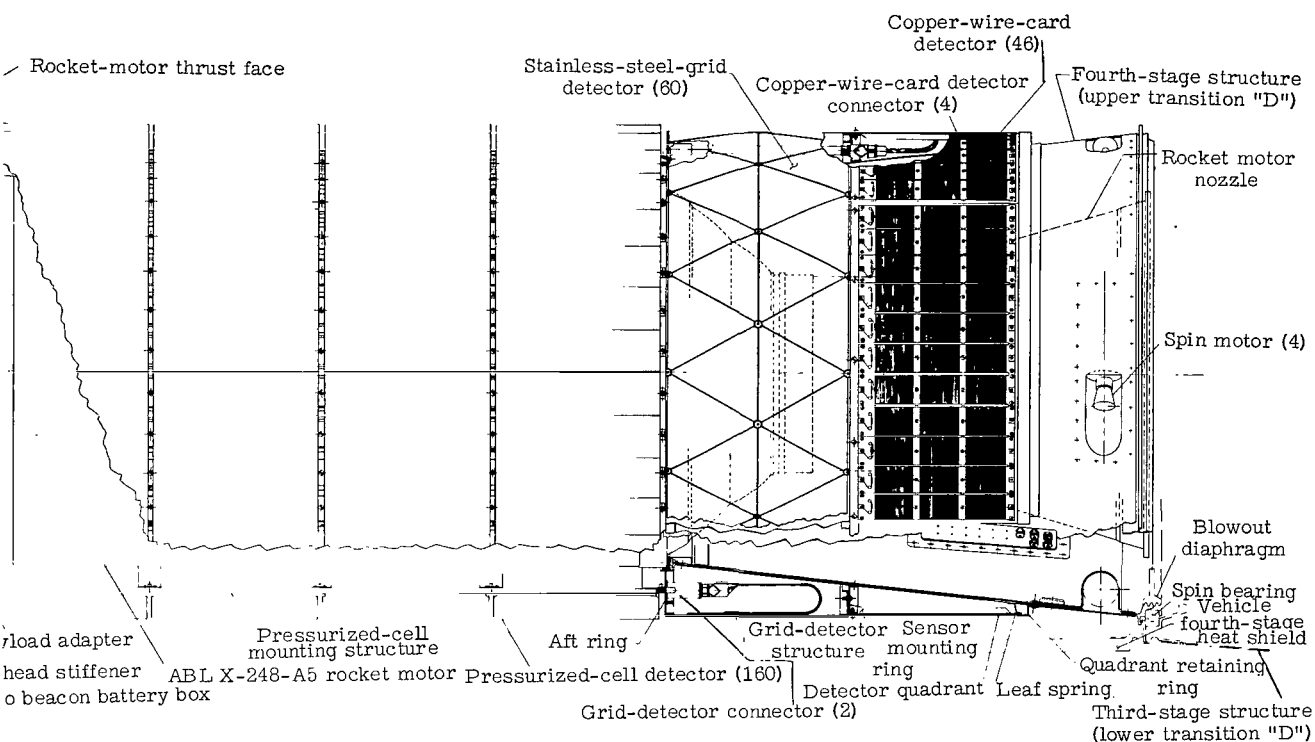 Copper-wire-card
detector (46)
Rocket-motor thrust face
Stainless-steel-grid
detector (60)
Copper-wire-card detector
connector (4)
Fourth-stage structure
(upper transition "D")
Rocket motor
nozzle
Spin motor (4)
Blowout
diaphragm
Spin bearing
Vehicle
fourth-stage
heat shield
yload adapter
head stiffener
o beacon battery box
Pressurized-cell
mounting structure
ABL X-248-A5 rocket motor
Aft ring
Pressurized-cell detector (160)
Grid-detector
structure
Sensor
mounting
ring
Grid-detector connector (2)
Detector quadrant
Leaf spring
Quadrant retaining
ring
Third-stage structure
(lower transition "D")